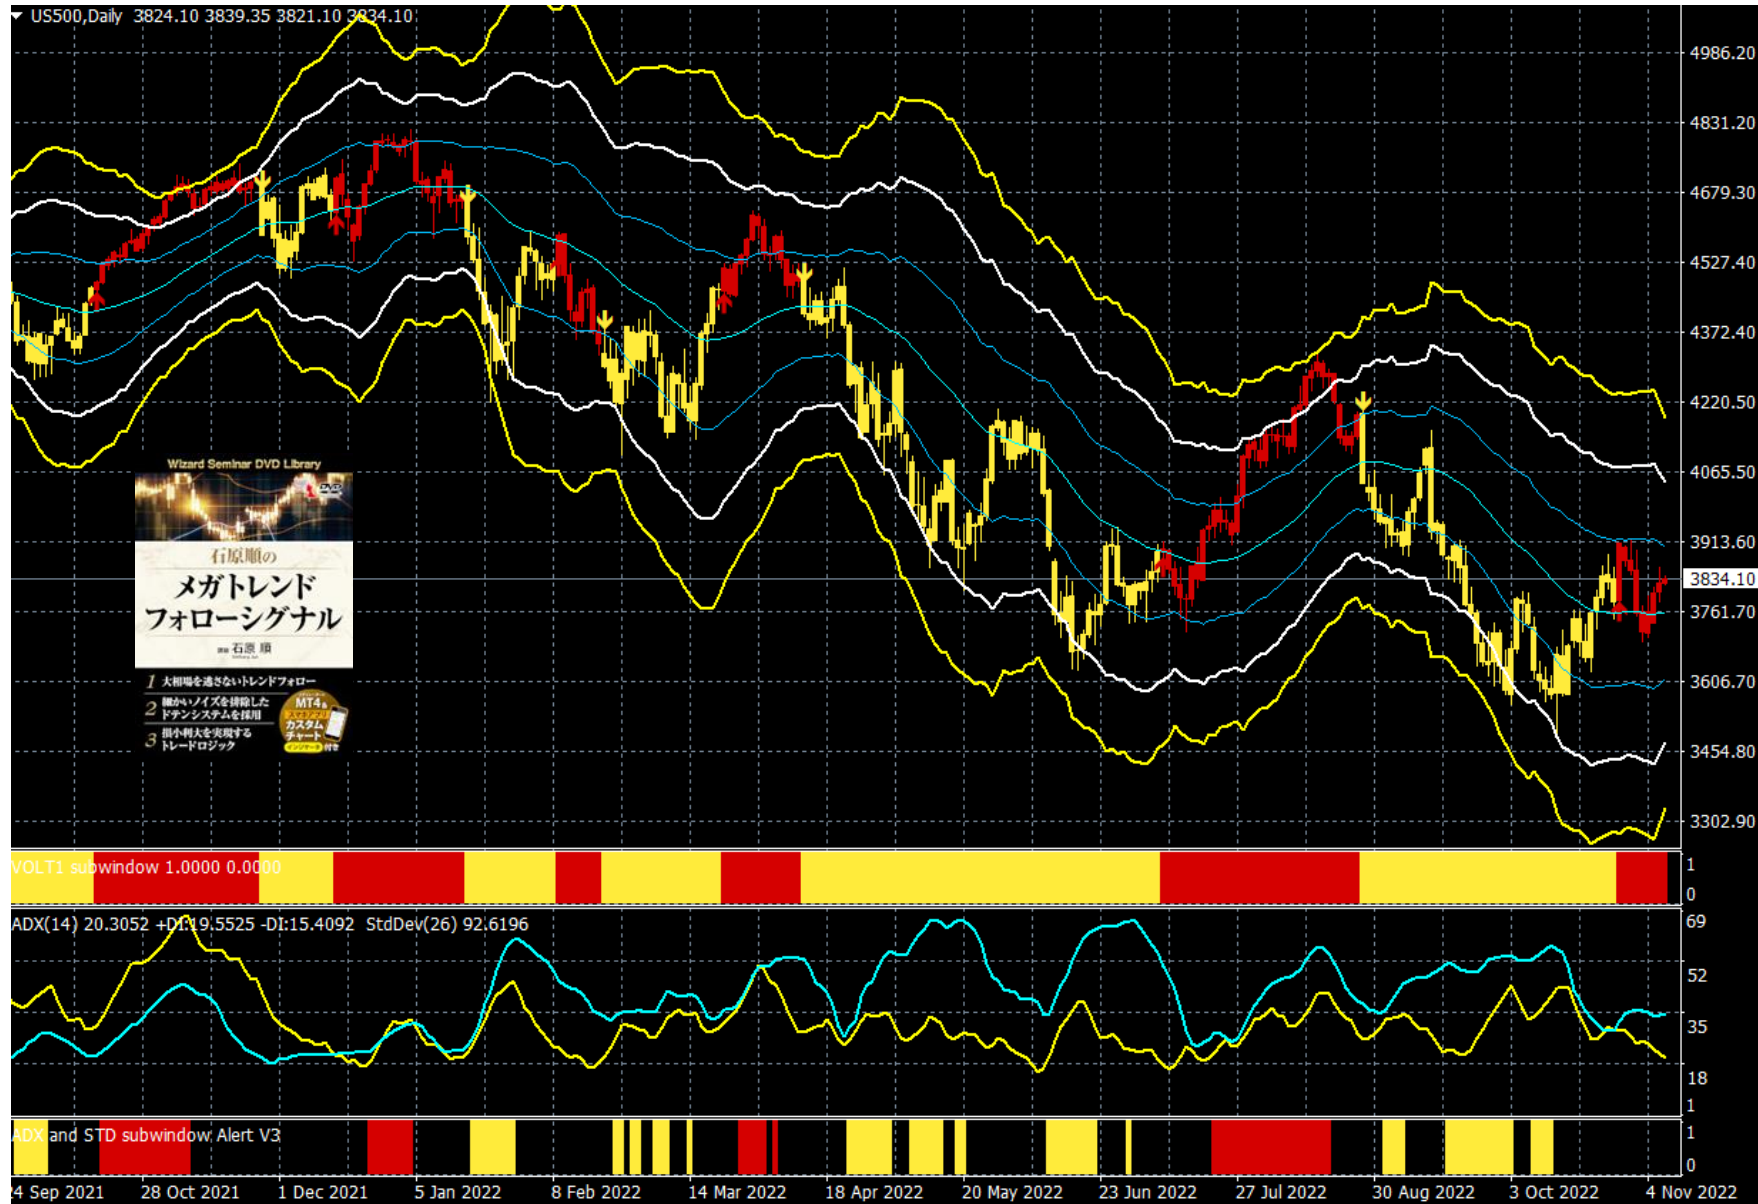 US500,Daily  3824.10 3839.35 3821.10 3834.10
4986.20
4831.20
4679.30
4527.40
4372.40
4220.50
4065.50
3913.60
3834.10
3761.70
3606.70
3454.80
3302.90
Wizard Seminar DVD Library
DVD
石原順の
メガトレンド
フォローシグナル
石原 順
1 大相場を逃さないトレンドフォロー
2 細かいノイズを排除した
ドテンシステムを採用
3 損小利大を実現する
トレードロジック
MT4&
カスタム
チャート
インジケータ付き
VOLT1 subwindow 1.0000 0.0000
1
0
ADX(14) 20.3052 +DI:19.5525 -DI:15.4092  StdDev(26) 92.6196
69
52
35
18
1
ADX and STD subwindow Alert V3
1
0
24 Sep 2021
28 Oct 2021
1 Dec 2021
5 Jan 2022
8 Feb 2022
14 Mar 2022
18 Apr 2022
20 May 2022
23 Jun 2022
27 Jul 2022
30 Aug 2022
3 Oct 2022
4 Nov 2022